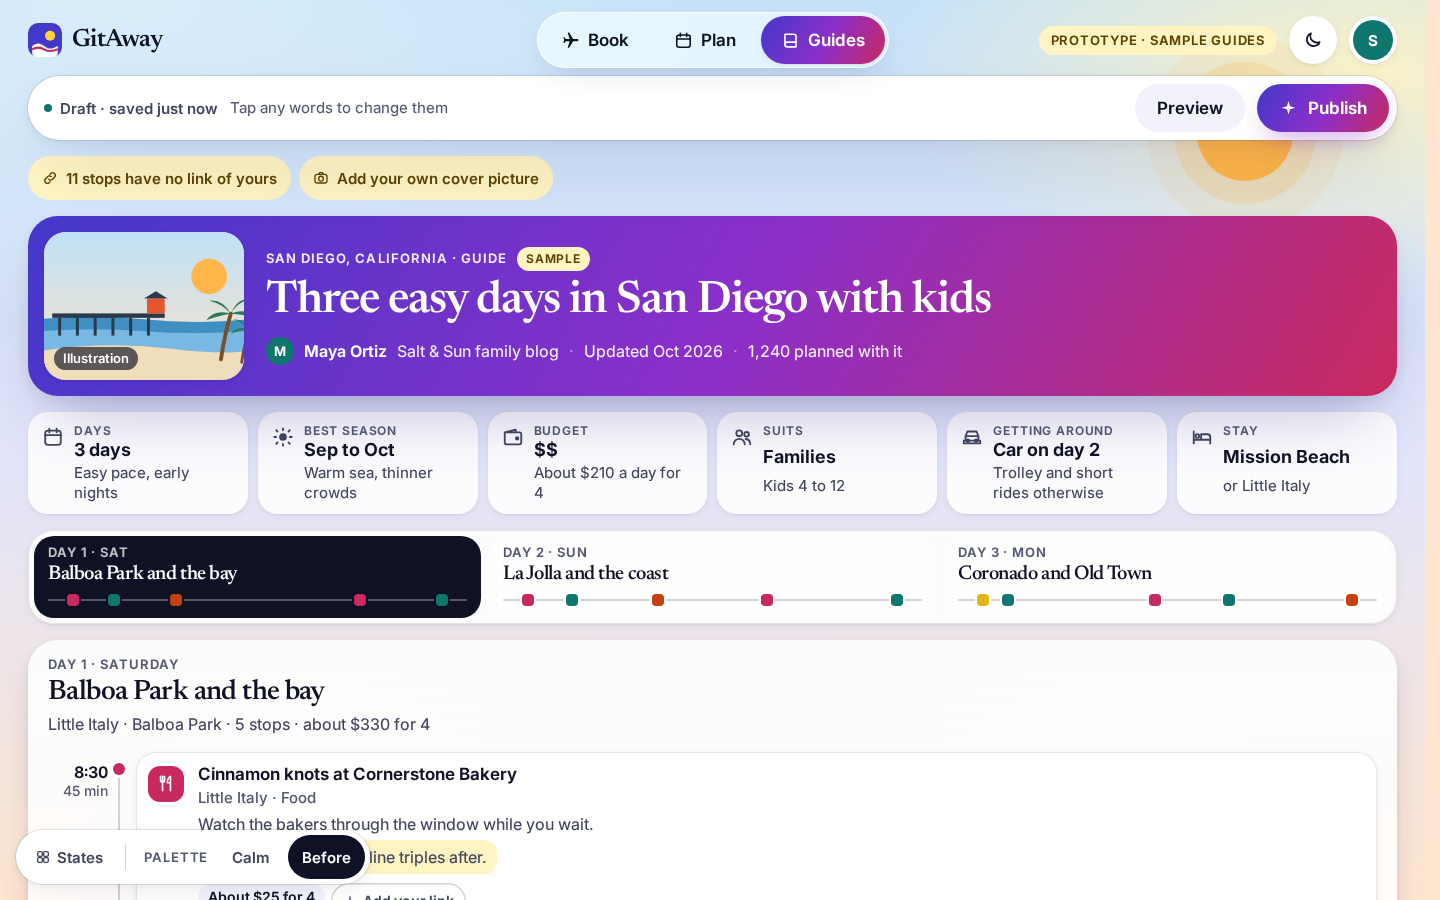 GitAway
Book
Plan
Guides
PROTOTYPE · SAMPLE GUIDES
S
Draft · saved just now
Tap any words to change them
Preview
Publish
11 stops have no link of yours
Add your own cover picture
Illustration
SAN DIEGO, CALIFORNIA · GUIDE
SAMPLE
Three easy days in San Diego with kids
M
Maya Ortiz Salt & Sun family blog · Updated Oct 2026 · 1,240 planned with it
DAYS
3 days
Easy pace, early
nights
BEST SEASON
Sep to Oct
Warm sea, thinner
crowds
BUDGET
$$
About $210 a day for
4
SUITS
Families
Kids 4 to 12
GETTING AROUND
Car on day 2
Trolley and short
rides otherwise
STAY
Mission Beach
or Little Italy
DAY 1 · SAT
Balboa Park and the bay
DAY 2 · SUN
La Jolla and the coast
DAY 3 · MON
Coronado and Old Town
DAY 1 · SATURDAY
Balboa Park and the bay
Little Italy · Balboa Park · 5 stops · about $330 for 4
8:30
45 min
Cinnamon knots at Cornerstone Bakery
Little Italy · Food
Watch the bakers through the window while you wait.
line triples after.
About $25 for 4
Add your link
States
PALETTE
Calm
Before